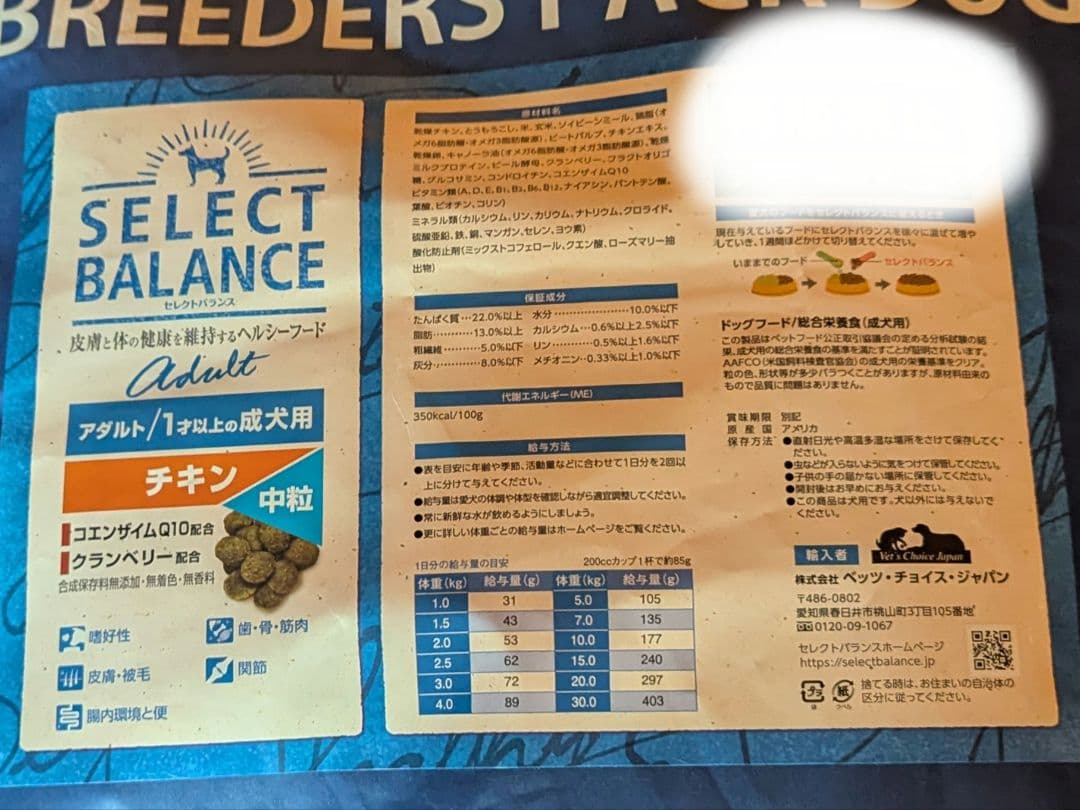 BREEDERS PACK DOG
SELECT
BALANCE
セレクトバランス
皮膚と体の健康を維持するヘルシーフード
Adult
アダルト/1才以上の成犬用
チキン
中粒
コエンザイムQ10配合
クランベリー配合
合成保存料無添加・無着色・無香料
嗜好性
歯・骨・筋肉
皮膚・被毛
関節
腸内環境と便
原材料名
乾燥チキン、とうもろこし、米、玄米、ソイビーンミール、鶏脂(オ
メガ6脂肪酸・オメガ3脂肪酸源)、ビートパルプ、チキンエキス、
乾燥卵、キャノーラ油(オメガ6脂肪酸・オメガ3脂肪酸源)、乾燥
ミルクプロテイン、ビール酵母、クランベリー、フラクトオリゴ
糖、グルコサミン、コンドロイチン、コエンザイムQ10
ビタミン類(A、D、E、B1、B2、B6、B12、ナイアシン、パントテン酸、
葉酸、ビオチン、コリン)
ミネラル類(カルシウム、リン、カリウム、ナトリウム、クロライド、
硫酸亜鉛、鉄、銅、マンガン、セレン、ヨウ素)
酸化防止剤(ミックストコフェロール、クエン酸、ローズマリー抽
出物)
保証成分
たんぱく質…22.0%以上 水分……………………10.0%以下
脂肪………13.0%以上 カルシウム…0.6%以上2.5%以下
粗繊維………5.0%以下 リン…………0.5%以上1.6%以下
灰分…………8.0%以下 メチオニン…0.33%以上1.0%以下
代謝エネルギー(ME)
350kcal/100g
給与方法
●表を目安に年齢や季節、活動量などに合わせて1日分を2回以
上に分けて与えてください。
●給与量は愛犬の体調や体型を確認しながら適宜調整してください。
●常に新鮮な水が飲めるようにしましょう。
●更に詳しい体重ごとの給与量はホームページをご覧ください。
1日分の給与量の目安 200ccカップ1杯で約85g
体重(kg) 給与量(g) 体重(kg) 給与量(g)
1.0 31 5.0 105
1.5 43 7.0 135
2.0 53 10.0 177
2.5 62 15.0 240
3.0 72 20.0 297
4.0 89 30.0 403
現在与えているフードにセレクトバランスを徐々に混ぜて増や
していき、1週間ほどかけて切り替えてください。
いままでのフード セレクトバランス
ドッグフード/総合栄養食(成犬用)
この製品はペットフード公正取引協議会の定める分析試験の結
果、成犬用の総合栄養食の基準を満たすことが証明されています。
AAFCO(米国飼料検査官協会)の成犬用の栄養基準をクリア。
粒の色、形状等が多少バラつくことがありますが、原材料由来の
もので品質に問題はありません。
賞味期限 別記
原産国 アメリカ
保存方法 ●直射日光や高温多湿な場所をさけて保存してく
ださい。
●虫などが入らないように気をつけて保管してください。
●子供の手の届かない場所に保管してください。
●開封後はお早めにお与えください。
●この商品は犬用です。犬以外には与えないで
ください。
輸入者
Vet's Choice Japan
株式会社 ペッツ・チョイス・ジャパン
〒486-0802
愛知県春日井市桃山町3丁目105番地
0120-09-1067
セレクトバランスホームページ
https://selectbalance.jp
プラ
紙
捨てる時は、お住まいの自治体の
区分に従ってください。